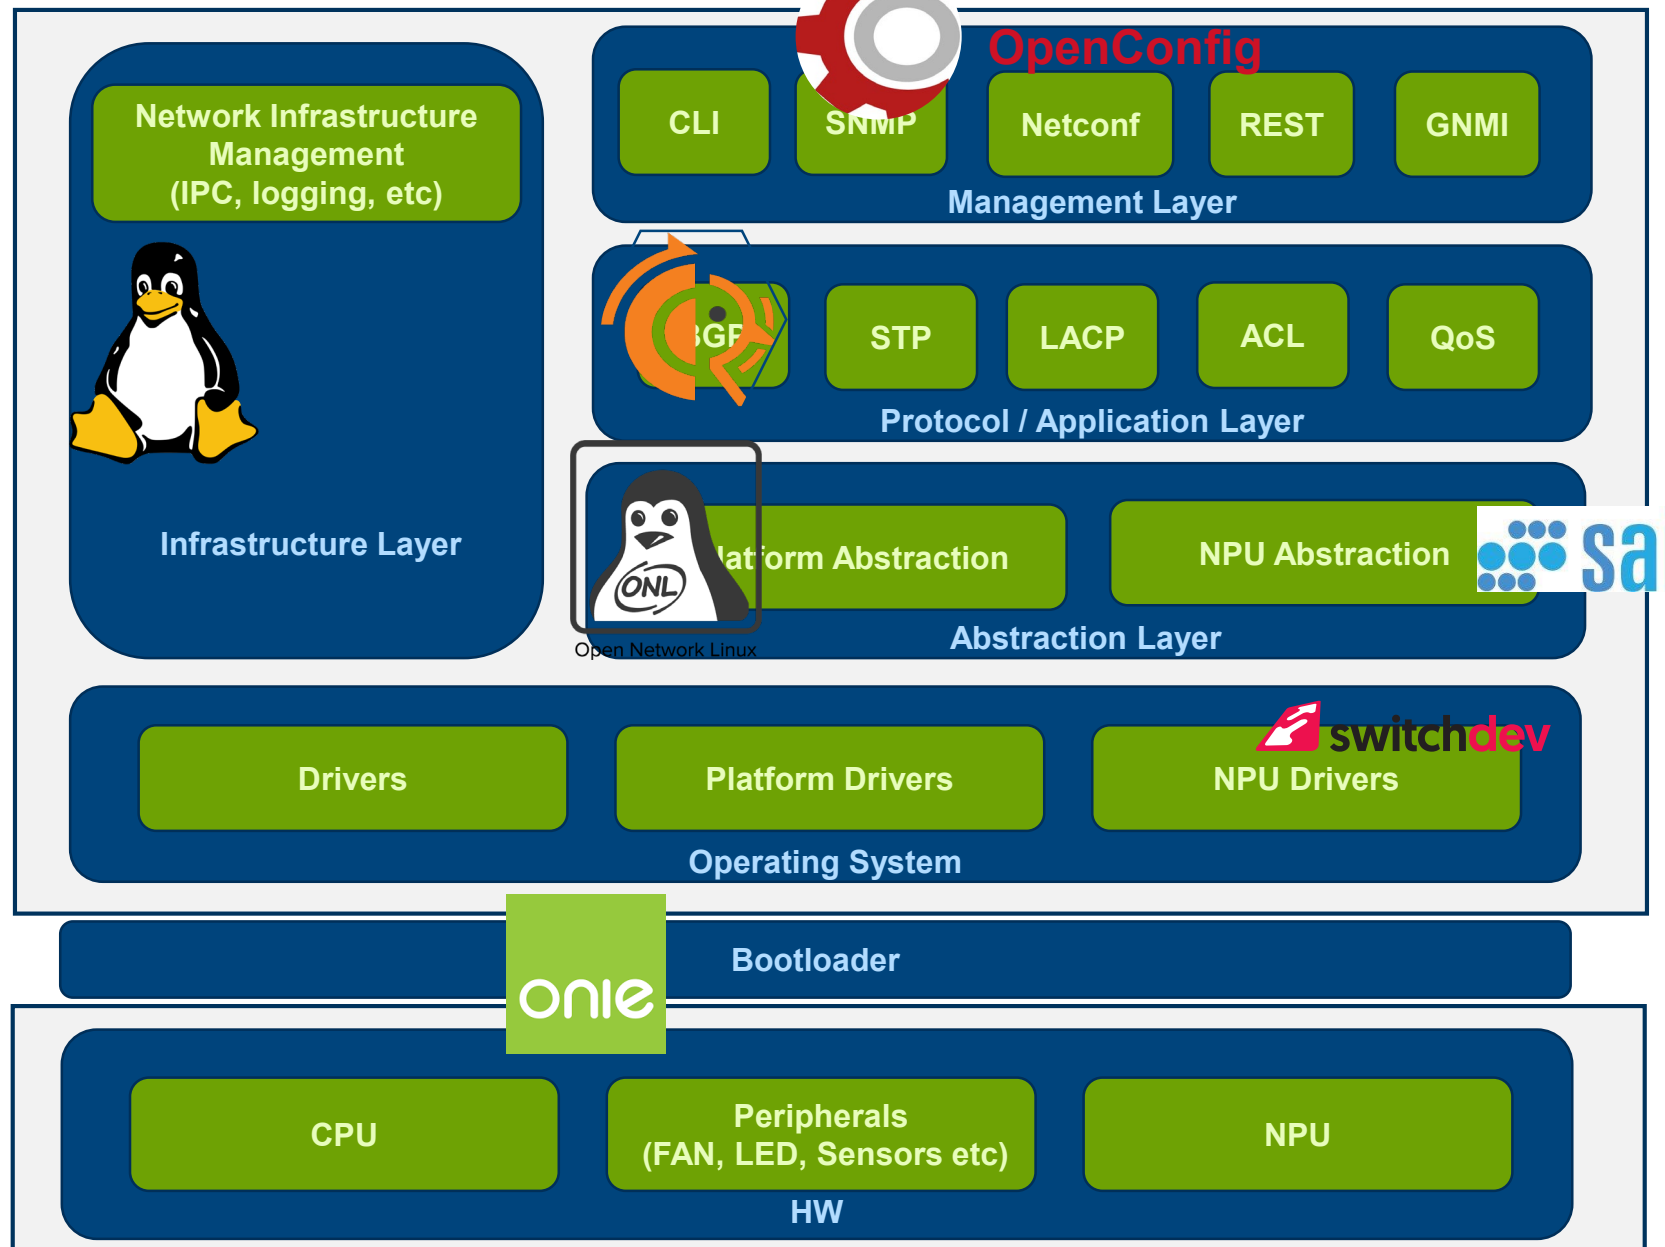 OpenConfig
Network Infrastructure
Management
(IPC, logging, etc)
CLI
SNMP
Netconf
REST
GNMI
Management Layer
BGP
STP
LACP
ACL
QoS
Protocol / Application Layer
Infrastructure Layer
ONL
Open Network Linux
Platform Abstraction
NPU Abstraction
sa
Abstraction Layer
switchdev
Drivers
Platform Drivers
NPU Drivers
Operating System
Bootloader
onie
CPU
Peripherals
(FAN, LED, Sensors etc)
NPU
HW